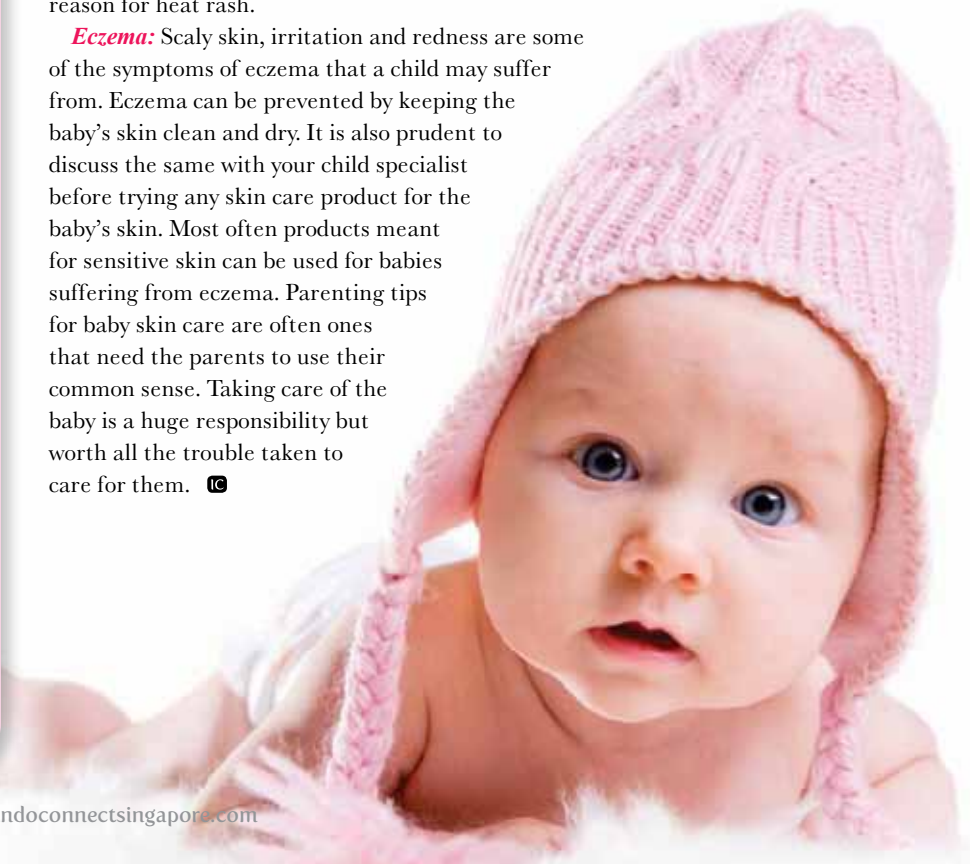 reason for heat rash.
Eczema: Scaly skin, irritation and redness are some
of the symptoms of eczema that a child may suffer
from. Eczema can be prevented by keeping the
baby’s skin clean and dry. It is also prudent to
discuss the same with your child specialist
before trying any skin care product for the
baby’s skin. Most often products meant
for sensitive skin can be used for babies
suffering from eczema. Parenting tips
for baby skin care are often ones
that need the parents to use their
common sense. Taking care of the
baby is a huge responsibility but
worth all the trouble taken to
care for them. IC
ndoconnectsingapore.com